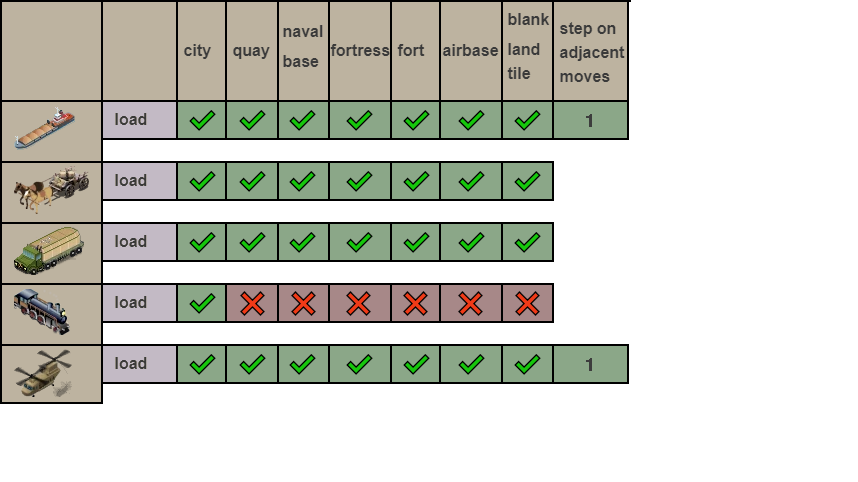 city
quay
naval
base
fortress
fort
airbase
blank
land
tile
step on
adjacent
moves
load
1
load
load
load
load
1